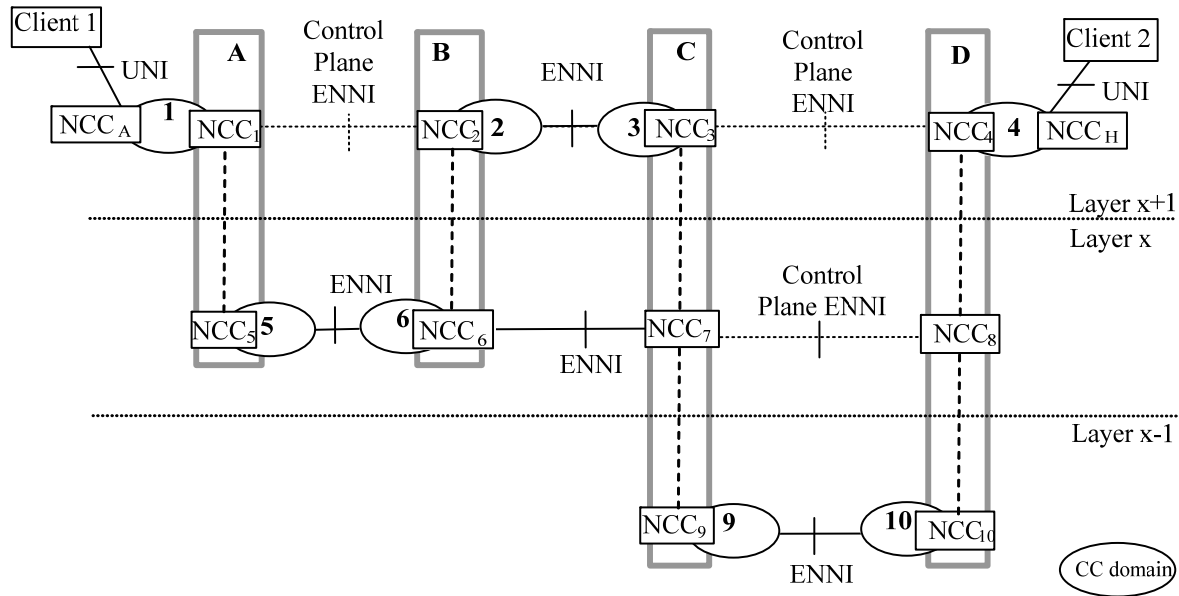 Client 1
UNI
NCC A
1
A
NCC1
Control
Plane
ENNI
B
NCC2
2
ENNI
3
C
NCC3
Control
Plane
ENNI
D
NCC4
4
Client 2
UNI
NCC H
Layer x+1
Layer x
NCC5
5
ENNI
6
NCC6
ENNI
NCC7
Control
Plane ENNI
NCC8
Layer x-1
NCC9
9
ENNI
10
NCC10
CC domain